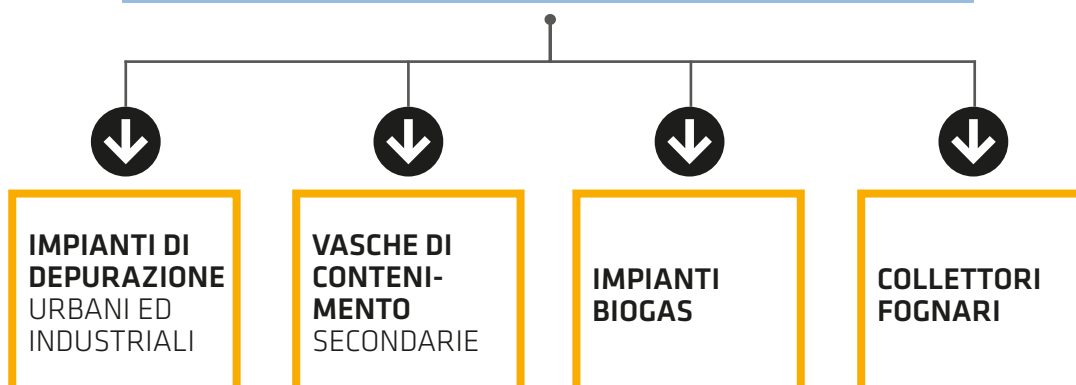 IMPIANTI DI
DEPURAZIONE
URBANI ED
INDUSTRIALI
VASCHE DI
CONTENI-
MENTO
SECONDARIE
IMPIANTI
BIOGAS
COLLETTORI
FOGNARI